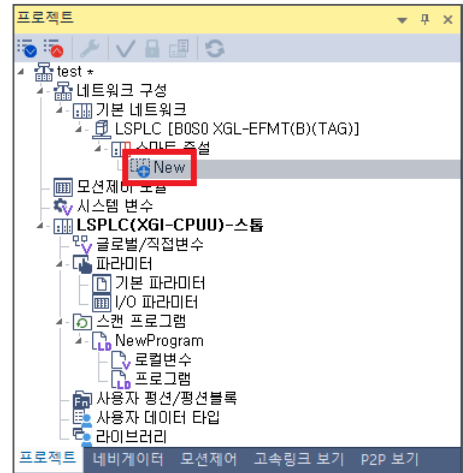 프로젝트
test *
네트워크 구성
기본 네트워크
LSPLC [B0S0 XGL-EFMT(B)(TAG)]
스마트 증설
New
모션제어 모듈
시스템 변수
LSPLC(XGI-CPUU)-스톱
글로벌/직접변수
파라미터
기본 파라미터
I/O 파라미터
스캔 프로그램
NewProgram
로컬변수
프로그램
사용자 펑션/펑션블록
사용자 데이터 타입
라이브러리
프로젝트 네비게이터 모션제어 고속링크 보기 P2P 보기